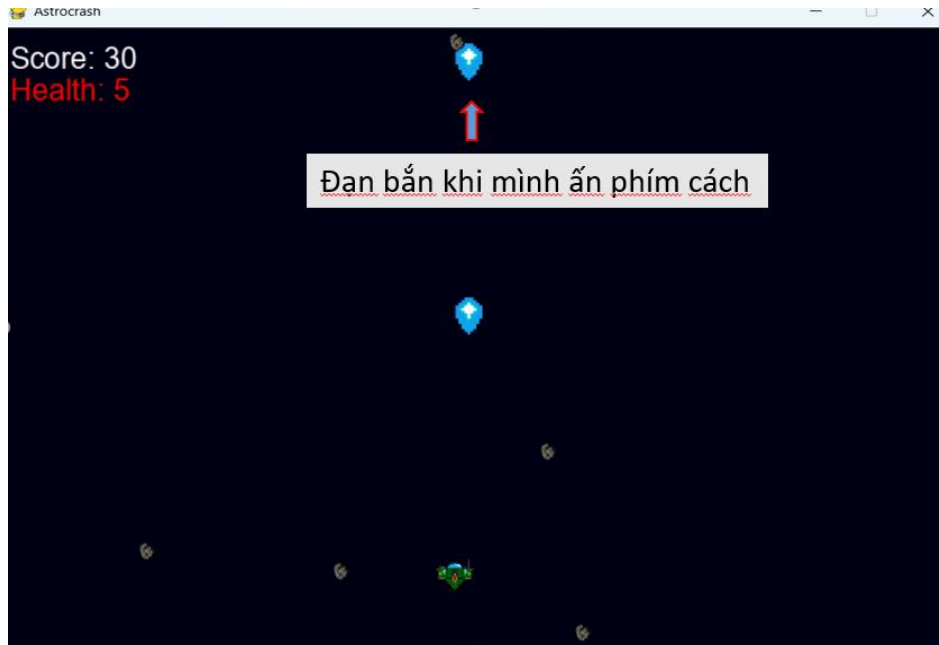 Astrocrash
Score: 30
Health: 5
Đạn bắn khi mình ấn phím cách